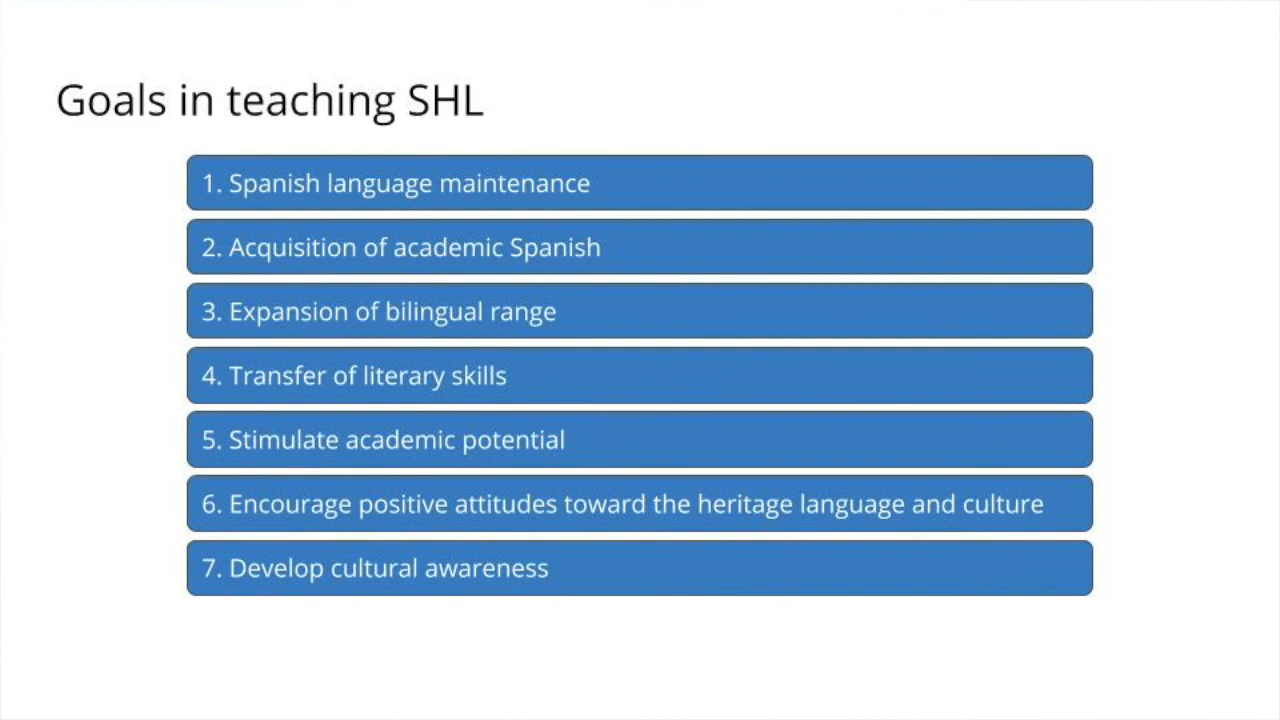 Goals in teaching SHL
1. Spanish language maintenance
2. Acquisition of academic Spanish
3. Expansion of bilingual range
4. Transfer of literary skills
5. Stimulate academic potential
6. Encourage positive attitudes toward the heritage language and culture
7. Develop cultural awareness